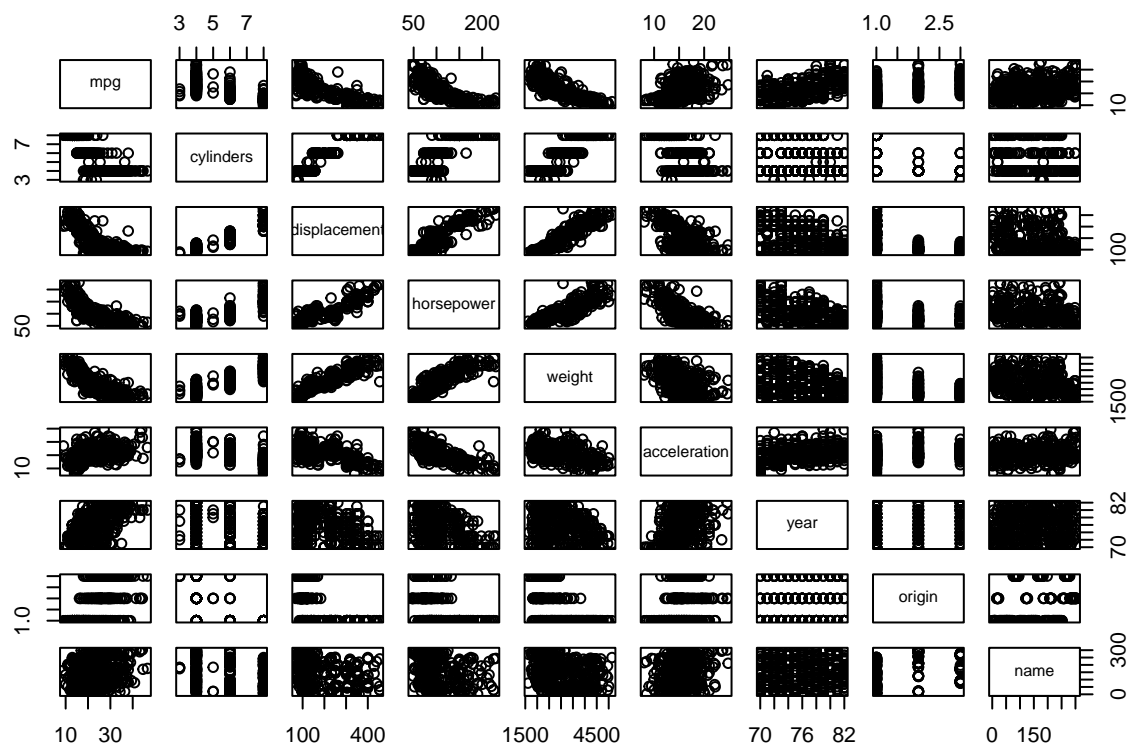 3 5 7
50 200
10 20
1.0 2.5
mpg
10
3 7
cylinders
displacement
100
50
horsepower
weight
1500
10
acceleration
year
70 82
1.0
origin
name
0 150 300
10 30
100 400
1500 4500
70 76 82
0 150